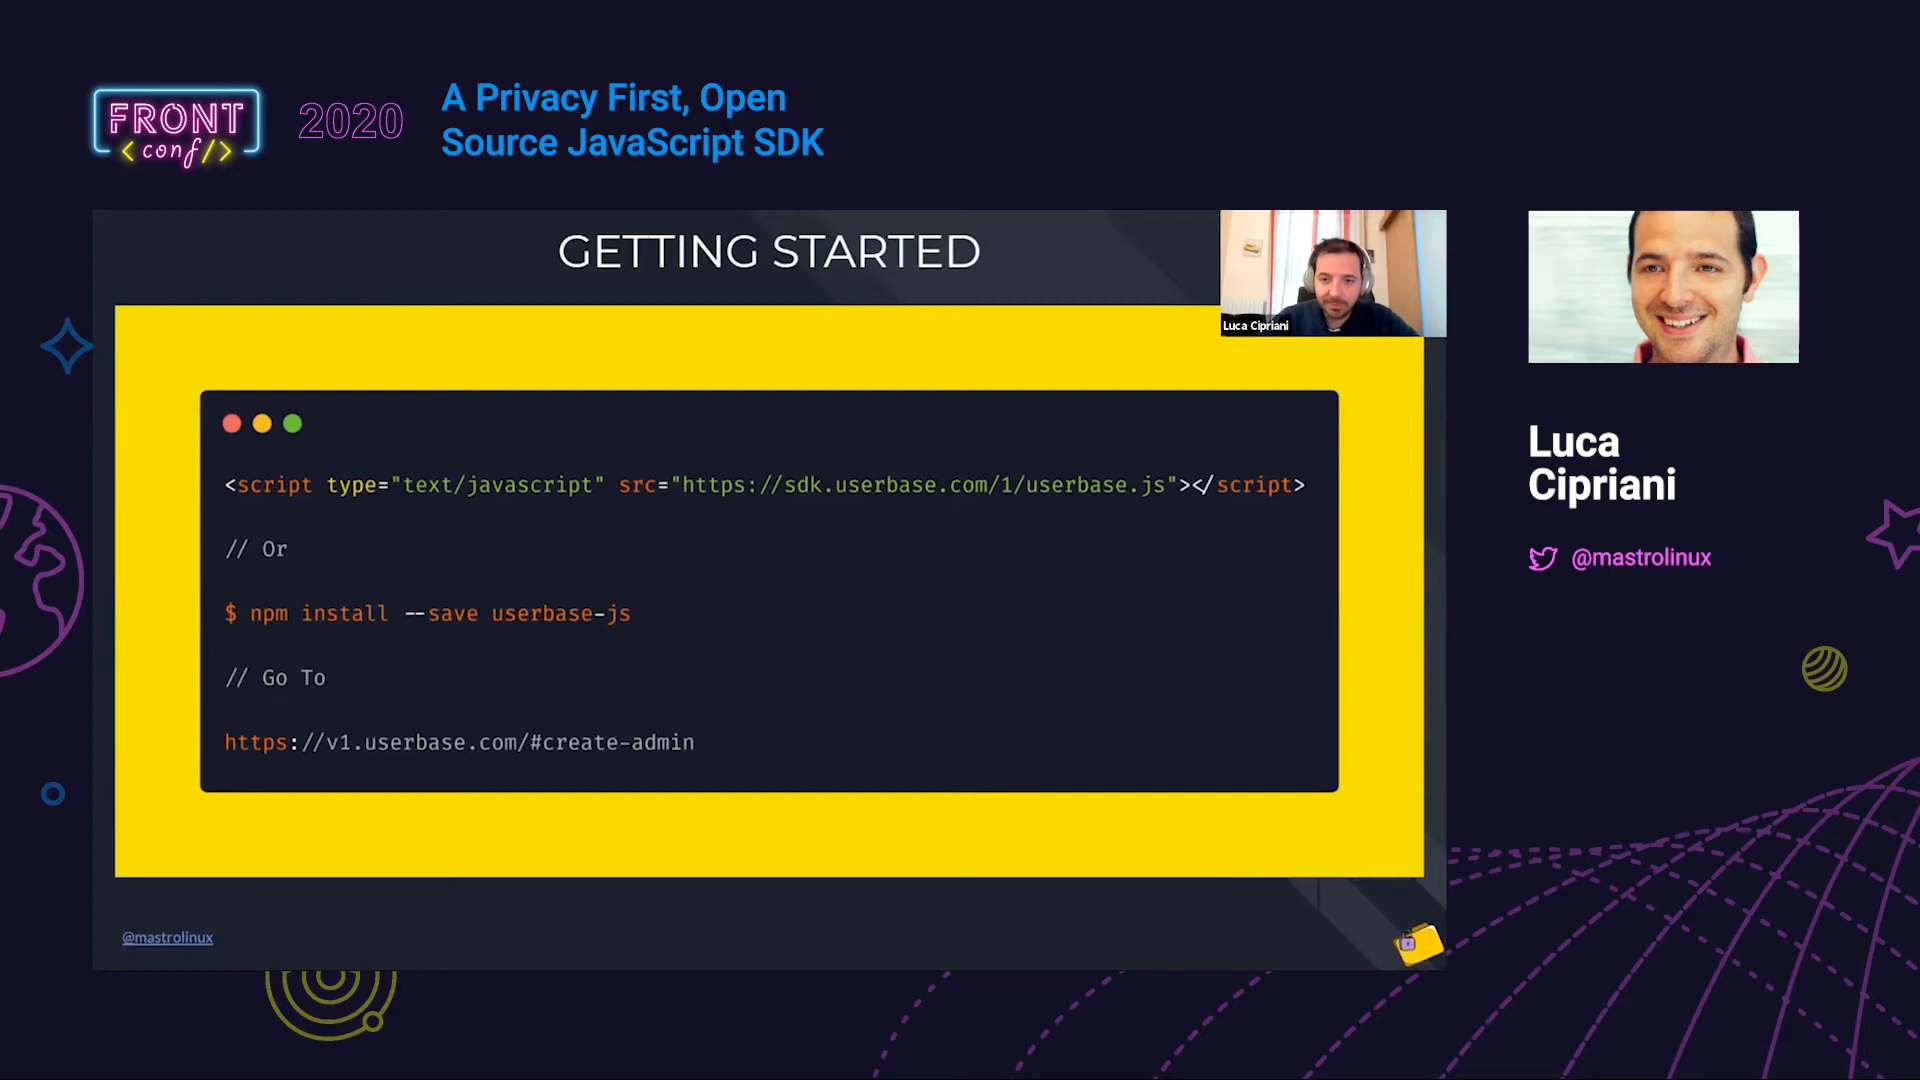 FRONT
< conf/>
2020
A Privacy First, Open
Source JavaScript SDK
GETTING STARTED
Luca Cipriani
<script type="text/javascript" src="https://sdk.userbase.com/1/userbase.js"></script>
// Or
$ npm install --save userbase-js
// Go To
https://v1.userbase.com/#create-admin
@mastrolinux
Luca
Cipriani
@mastrolinux